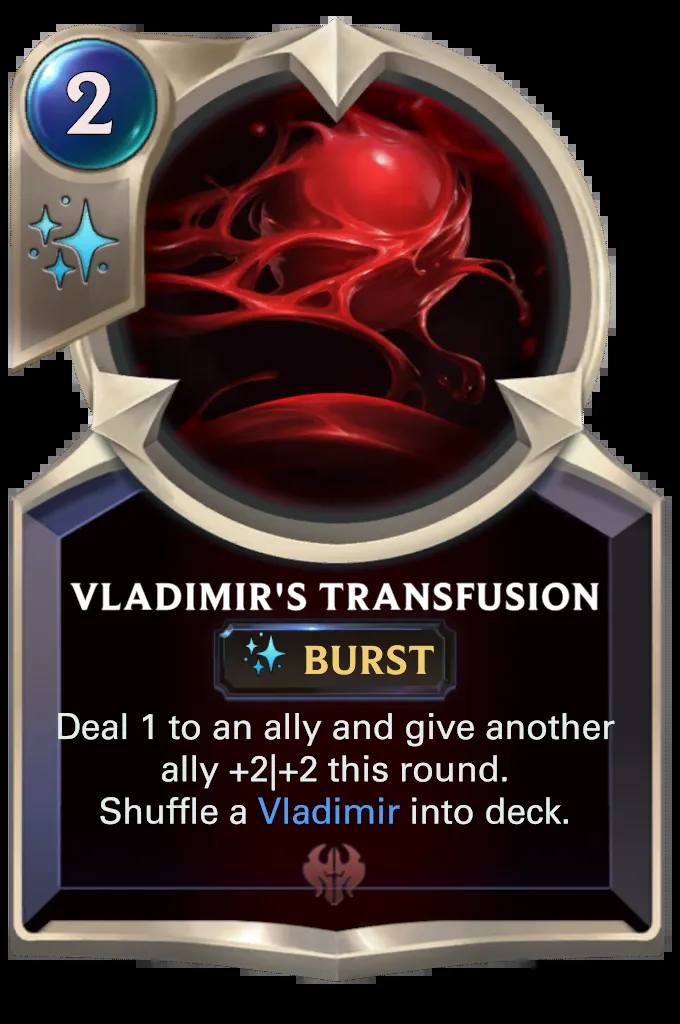 2
VLADIMIR'S TRANSFUSION
BURST
Deal 1 to an ally and give another
ally +2|+2 this round.
Shuffle a Vladimir into deck.